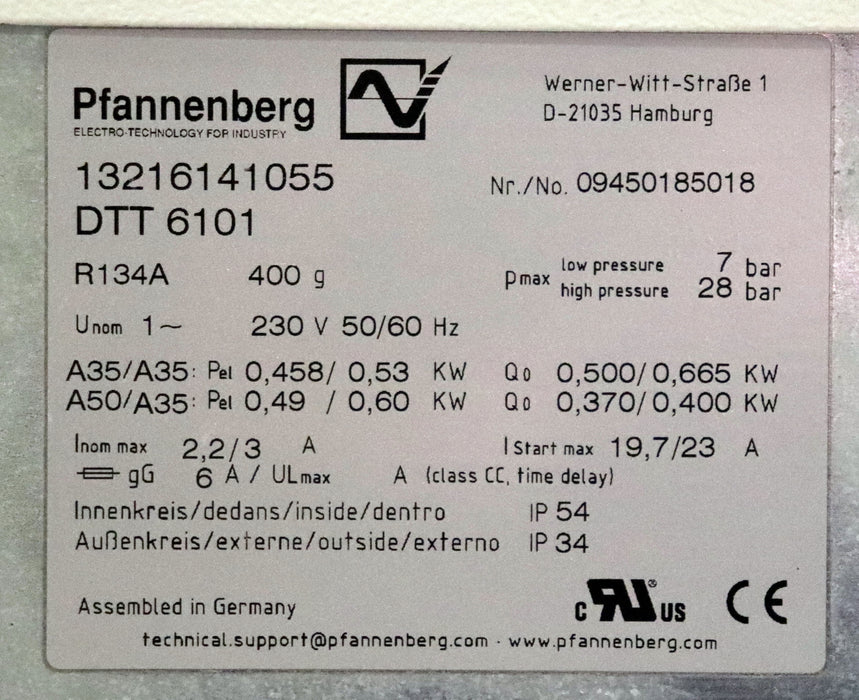 Pfannenberg
ELECTRO-TECHNOLOGY FOR INDUSTRY
Werner-Witt-Straße 1
D-21035 Hamburg
13216141055
Nr./No. 09450185018
DTT 6101
R134A 400 g
pmax low pressure 7 bar
high pressure 28 bar
Unom 1~ 230 V 50/60 Hz
A35/A35: Pel 0,458/ 0,53 KW Q0 0,500/0,665 KW
A50/A35: Pel 0,49 / 0,60 KW Q0 0,370/0,400 KW
Inom max 2,2/3 A I Start max 19,7/23 A
gG 6 A / ULmax A (class CC, time delay)
Innenkreis/dedans/inside/dentro IP 54
Außenkreis/externe/outside/externo IP 34
Assembled in Germany
c RU® US CE
technical.support@pfannenberg.com · www.pfannenberg.com